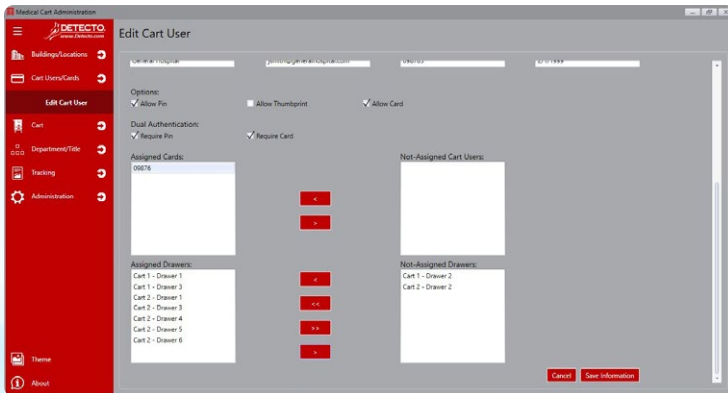 Medical Cart Administration
DETECTO.
www.Detecto.com
Edit Cart User
Buildings/Locations
Cart Users/Cards
Edit Cart User
Cart
Department/Title
Tracking
Administration
Theme
About
General Hospital
jsmith@generalhospital.com
098765
Options:
Allow Pin
Allow Thumbprint
Allow Card
Dual Authentication:
Require Pin
Require Card
Assigned Cards:
Not-Assigned Cart Users:
09876
<
>
Assigned Drawers:
Not-Assigned Drawers:
Cart 1 - Drawer 1
Cart 1 - Drawer 3
Cart 2 - Drawer 1
Cart 2 - Drawer 3
Cart 2 - Drawer 4
Cart 2 - Drawer 5
Cart 2 - Drawer 6
<
<<
>>
>
Cart 1 - Drawer 2
Cart 2 - Drawer 2
Cancel
Save Information